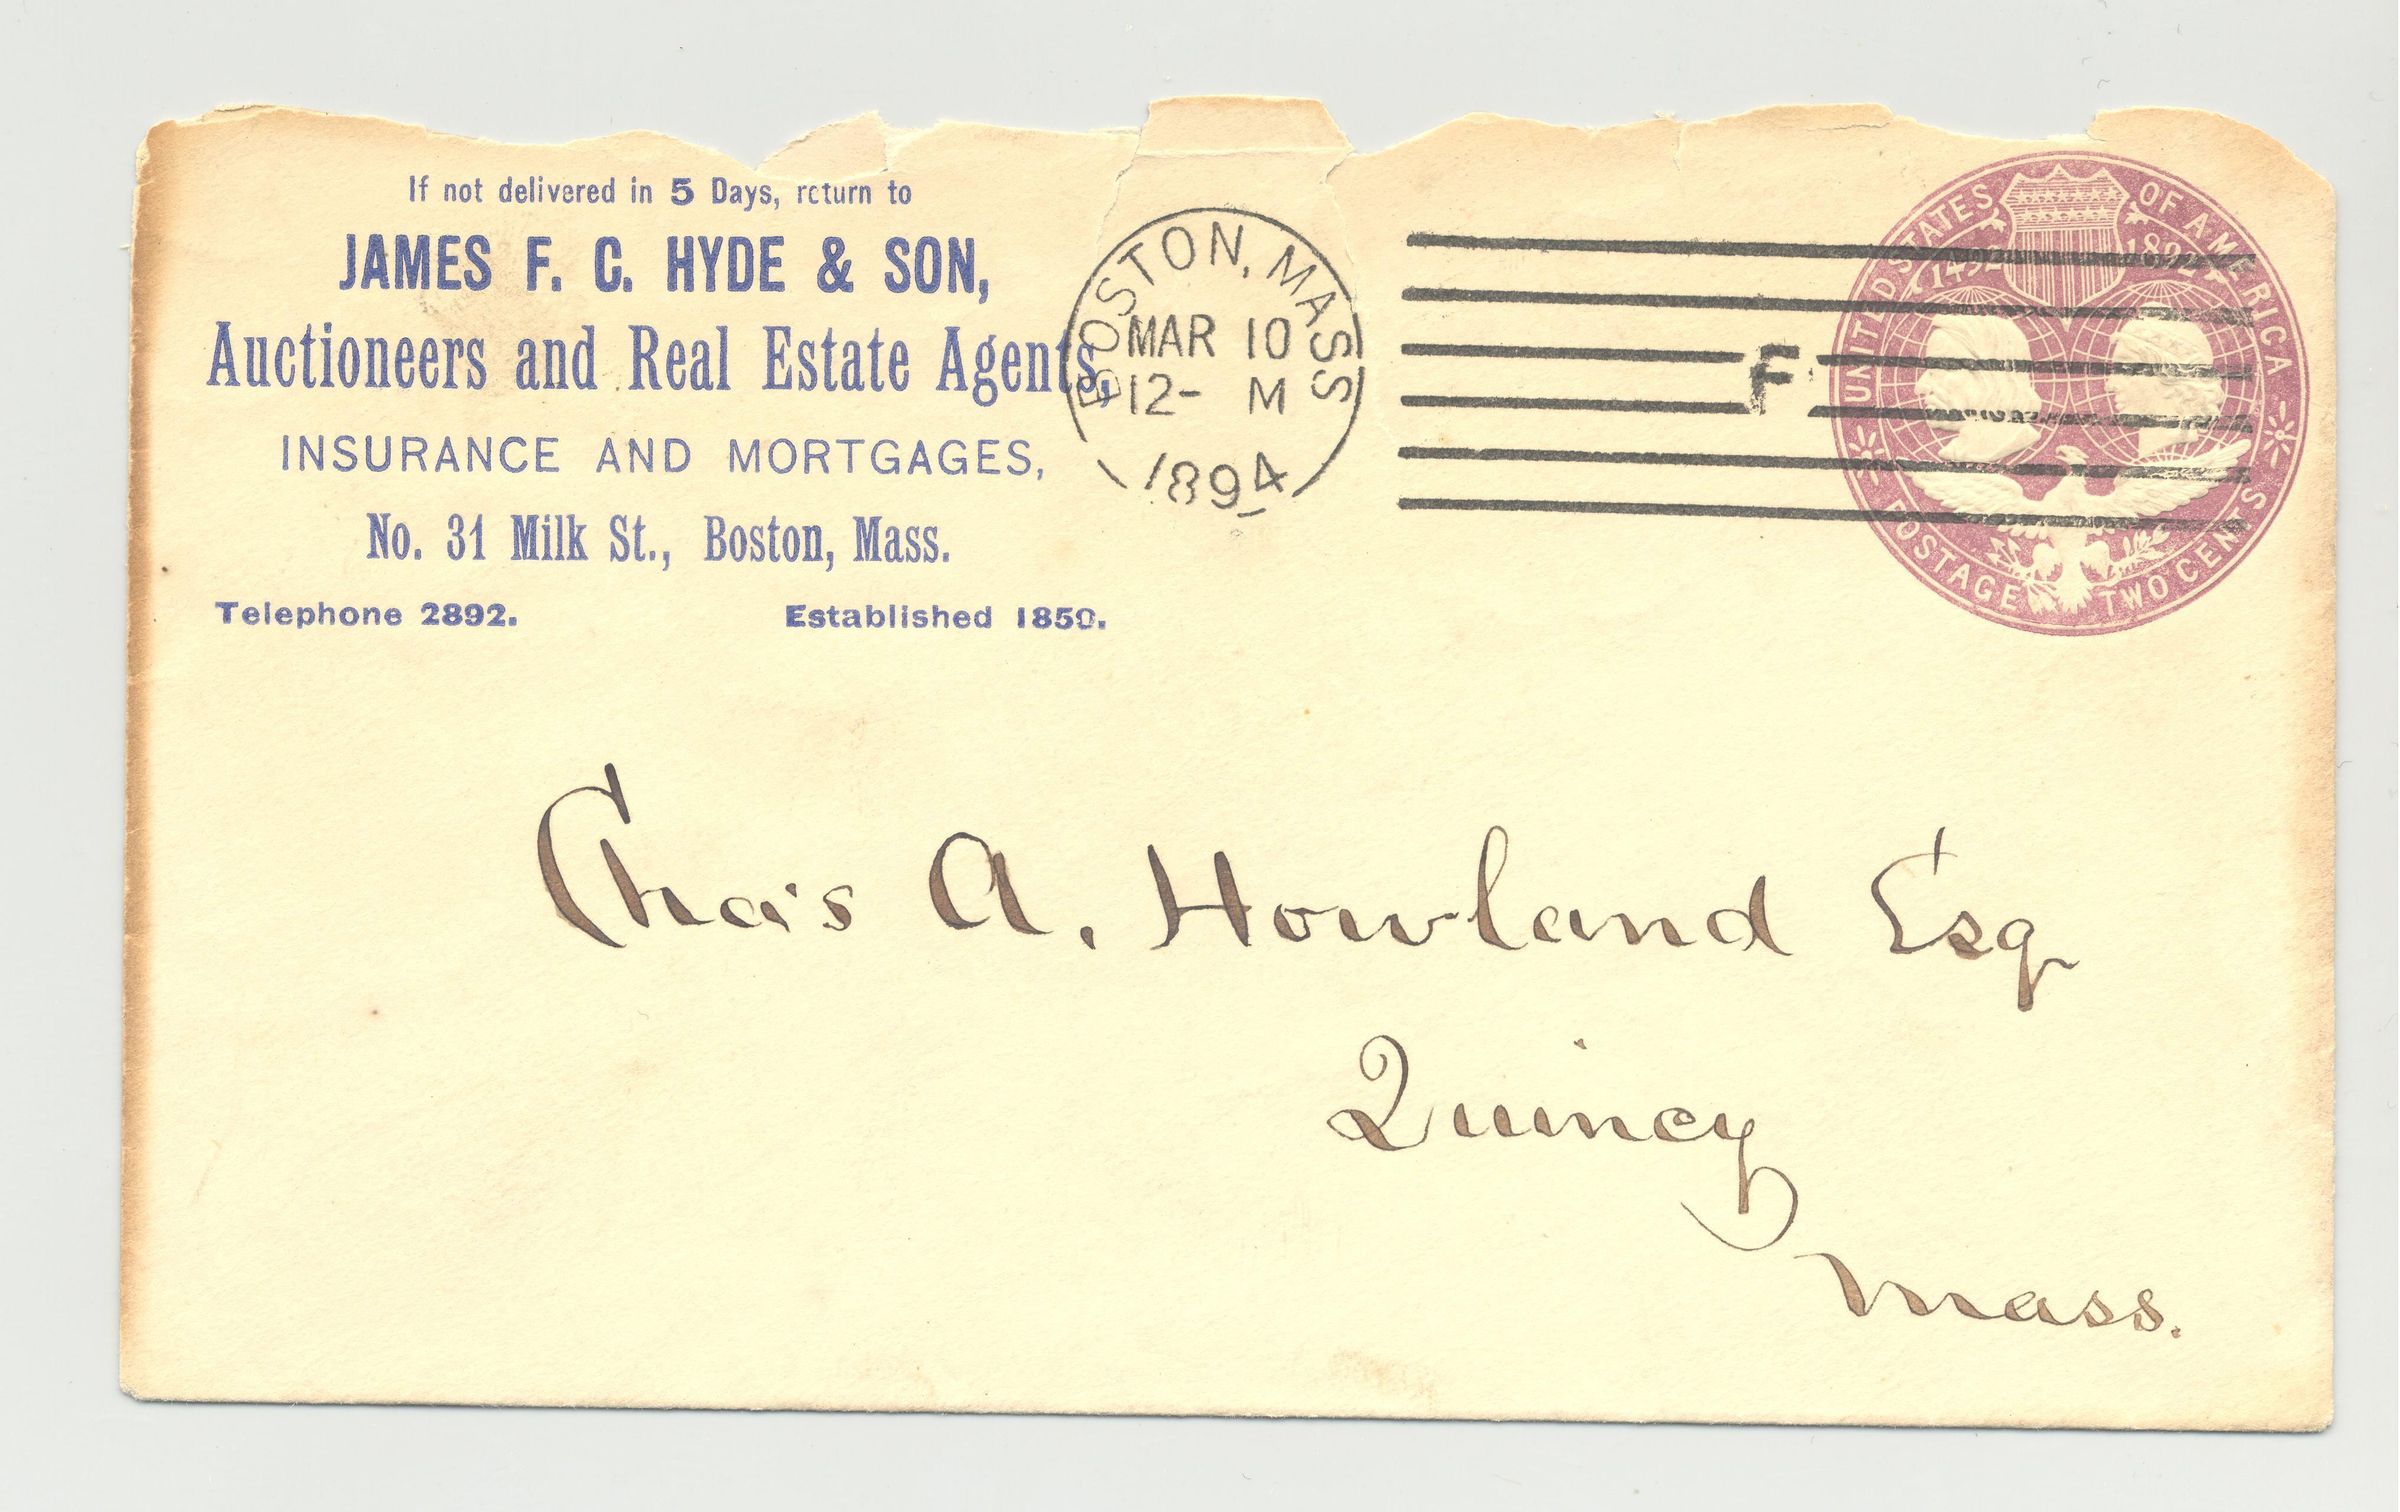 If not delivered in 5 Days, return to
JAMES F. C. HYDE & SON,
Auctioneers and Real Estate Agents,
INSURANCE AND MORTGAGES,
No. 31 Milk St., Boston, Mass.
Telephone 2892. Established 1850.
BOSTON, MASS
MAR 10
12- M
1894
F
UNITED STATES OF AMERICA
1492 1892
POSTAGE TWO CENTS
Chas A. Howland Esq
Quincy
Mass.